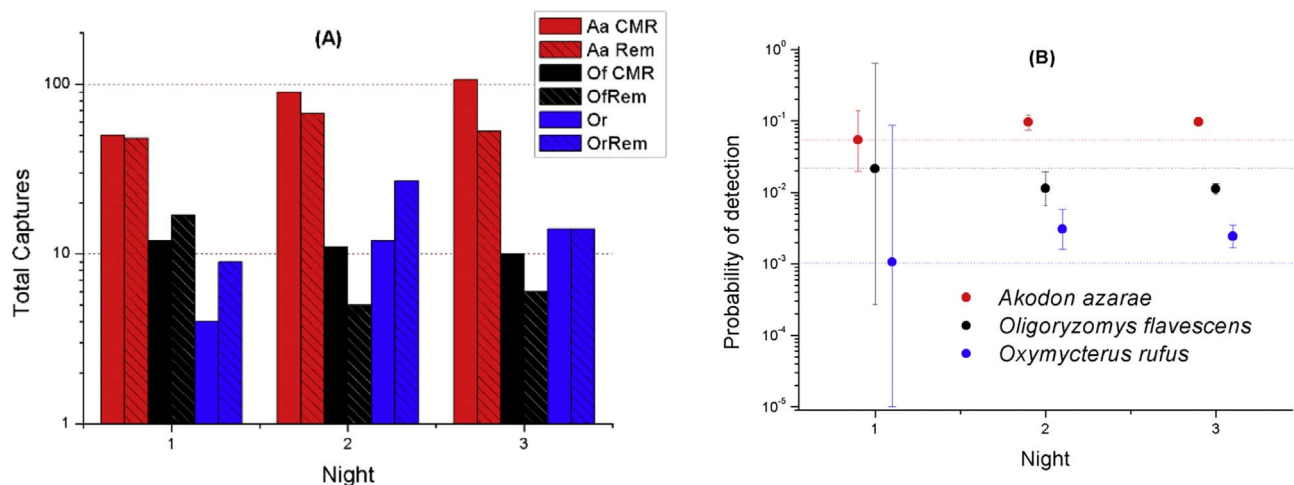 (A)
Aa CMR
Aa Rem
Of CMR
OfRem
Or
OrRem
Total Captures
100
10
1
1
2
3
Night
(B)
Probability of detection
10⁰
10⁻¹
10⁻²
10⁻³
10⁻⁴
10⁻⁵
Akodon azarae
Oligoryzomys flavescens
Oxymycterus rufus
1
2
3
Night